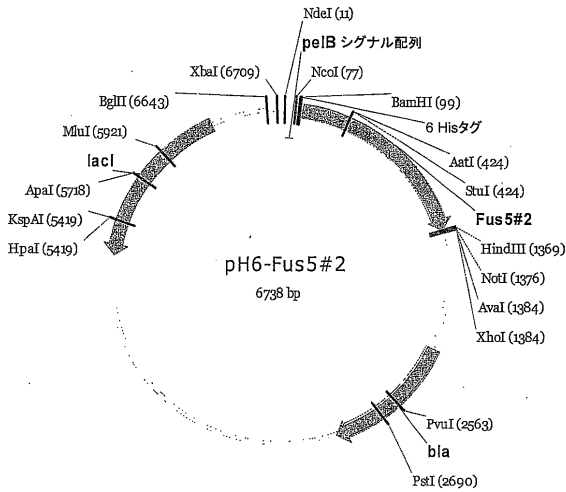 NdeI (11)
pelB シグナル配列
XbaI (6709)
NcoI (77)
BglII (6643)
BamHI (99)
6 Hisタグ
MluI (5921)
AatI (424)
lacI
StuI (424)
ApaI (5718)
Fus5#2
KspAI (5419)
HindIII (1369)
HpaI (5419)
pH6-Fus5#2
NotI (1376)
6738 bp
AvaI (1384)
XhoI (1384)
PvuI (2563)
bla
PstI (2690)